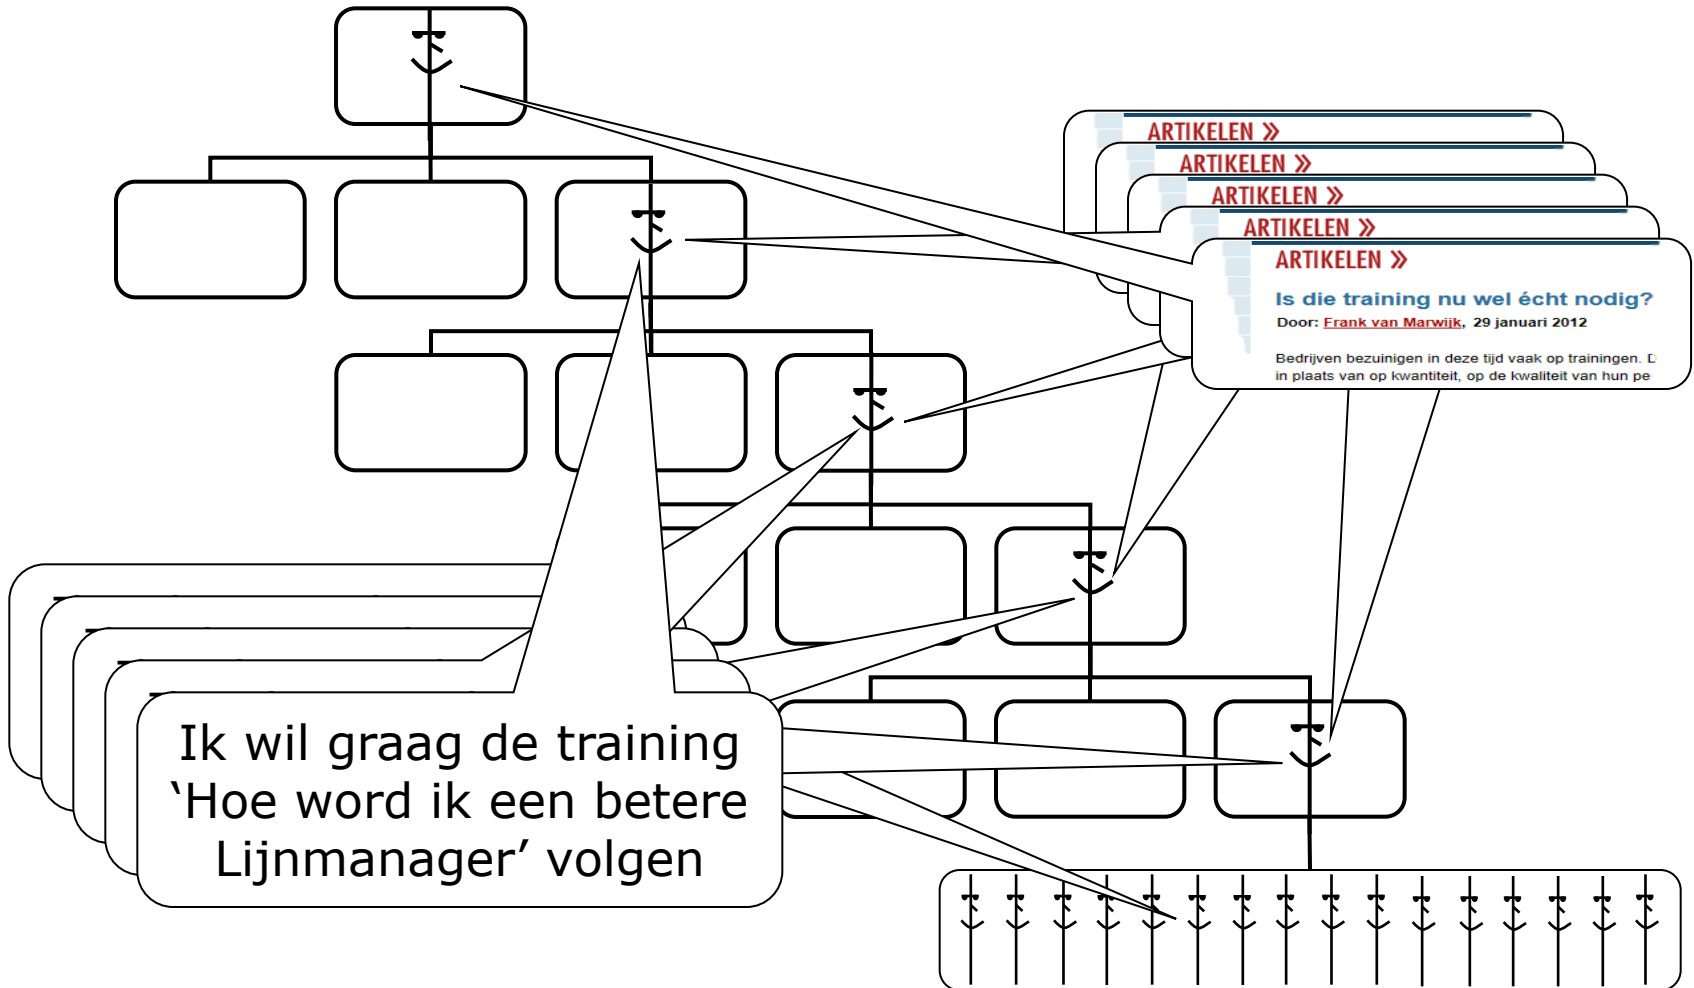 ARTIKELEN »
ARTIKELEN »
ARTIKELEN »
ARTIKELEN »
ARTIKELEN »
Is die training nu wel écht nodig?
Door: Frank van Marwijk, 29 januari 2012
Bedrijven bezuinigen in deze tijd vaak op trainingen. D
in plaats van op kwantiteit, op de kwaliteit van hun pe
Ik wil graag de training
‘Hoe word ik een betere
Lijnmanager’ volgen